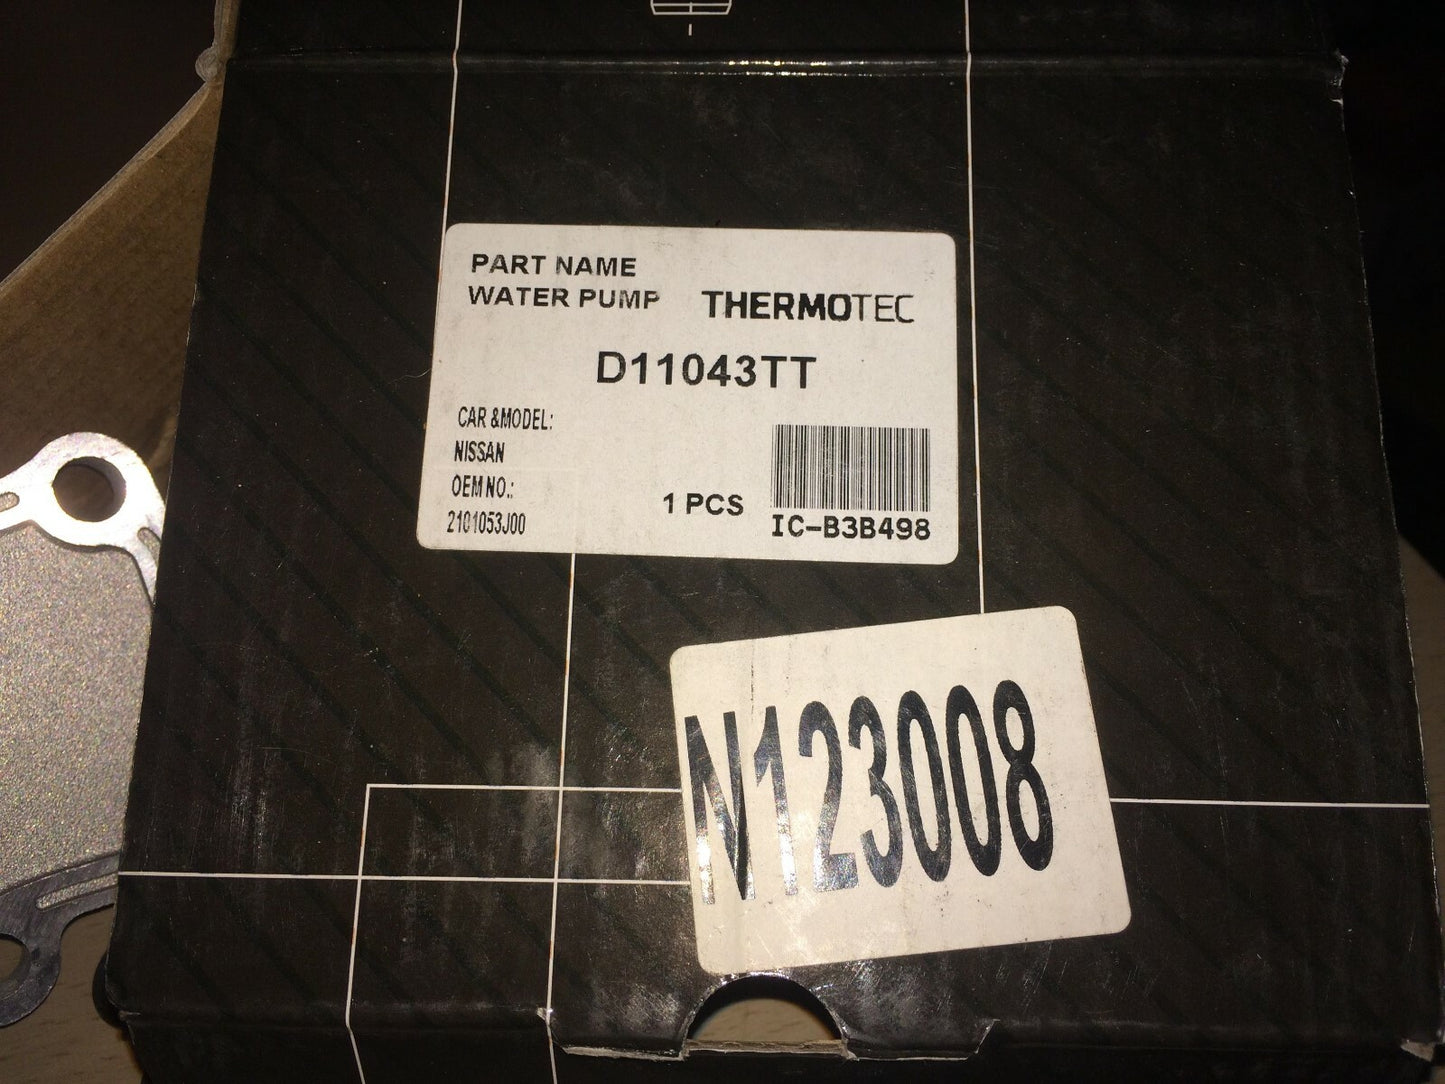 PART NAME
WATER PUMP
THERMOTEC
D11043TT
CAR &MODEL:
NISSAN
OEM NO.:
2101053J00
1 PCS
IC-B3B498
N123008